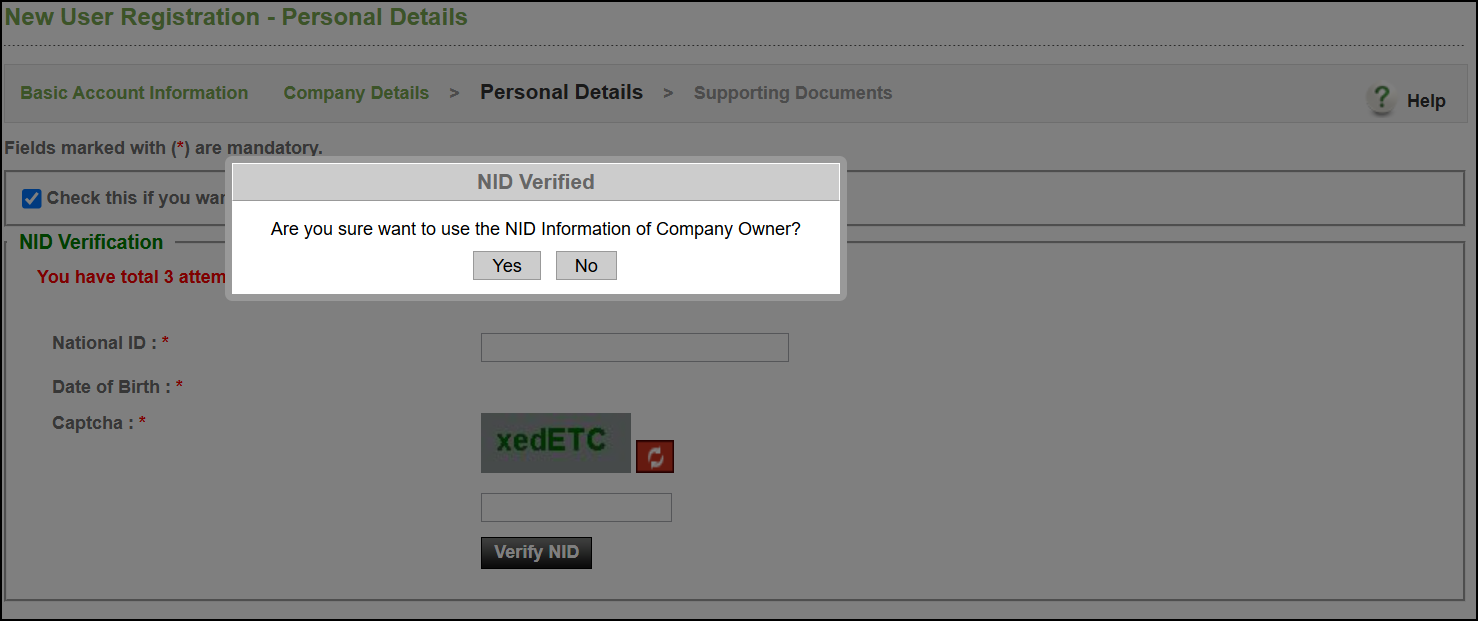 New User Registration - Personal Details
Basic Account Information Company Details > Personal Details > Supporting Documents
? Help
Fields marked with (*) are mandatory.
NID Verified
Check this if you
Are you sure want to use the NID Information of Company Owner?
NID Verification
Yes No
You have total 3
National ID : *
Date of Birth : *
Captcha : *
xedETC
Verify NID